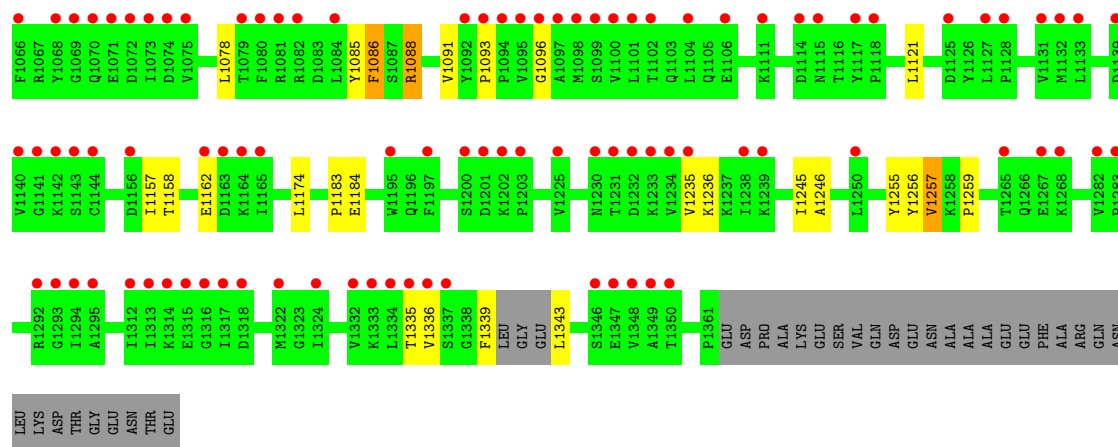 F1066 R1067 Y1068 G1069 Q1070 E1071 D1072 I1073 D1074 V1075 L1078 T1079 F1080 R1081 R1082 D1083 L1084 Y1085 F1086 S1087 R1088 V1091 Y1092 P1093 P1094 V1095 G1096 A1097 M1098 S1099 V1100 L1101 T1102 Q1103 L1104 Q1105 E1106 K1111 D1114 N1115 T1116 Y1117 P1118 L1121 D1125 Y1126 L1127 P1128 V1131 M1132 L1133 D1139
V1140 G1141 K1142 S1143 C1144 D1156 I1157 T1158 E1162 D1163 K1164 I1165 L1174 P1183 E1184 W1195 Q1196 F1197 S1200 D1201 K1202 P1203 V1225 N1230 T1231 D1232 K1233 V1234 V1235 K1236 K1237 I1238 K1239 I1245 A1246 L1250 Y1255 Y1256 V1257 K1258 P1259 T1265 Q1266 E1267 K1268 V1282
R1292 G1293 I1294 A1295 I1312 I1313 K1314 E1315 G1316 I1317 D1318 M1322 G1323 I1324 V1332 K1333 L1334 T1335 V1336 S1337 G1338 F1339 LEU GLY GLU L1343 S1346 E1347 V1348 A1349 T1350 P1361 GLU ASP PRO ALA LYS GLU SER VAL GLN ASP GLU ASN ALA ALA ALA GLU GLU PHE ALA ARG GLN ASN
LEU LYS ASP THR GLY GLU ASN THR GLU